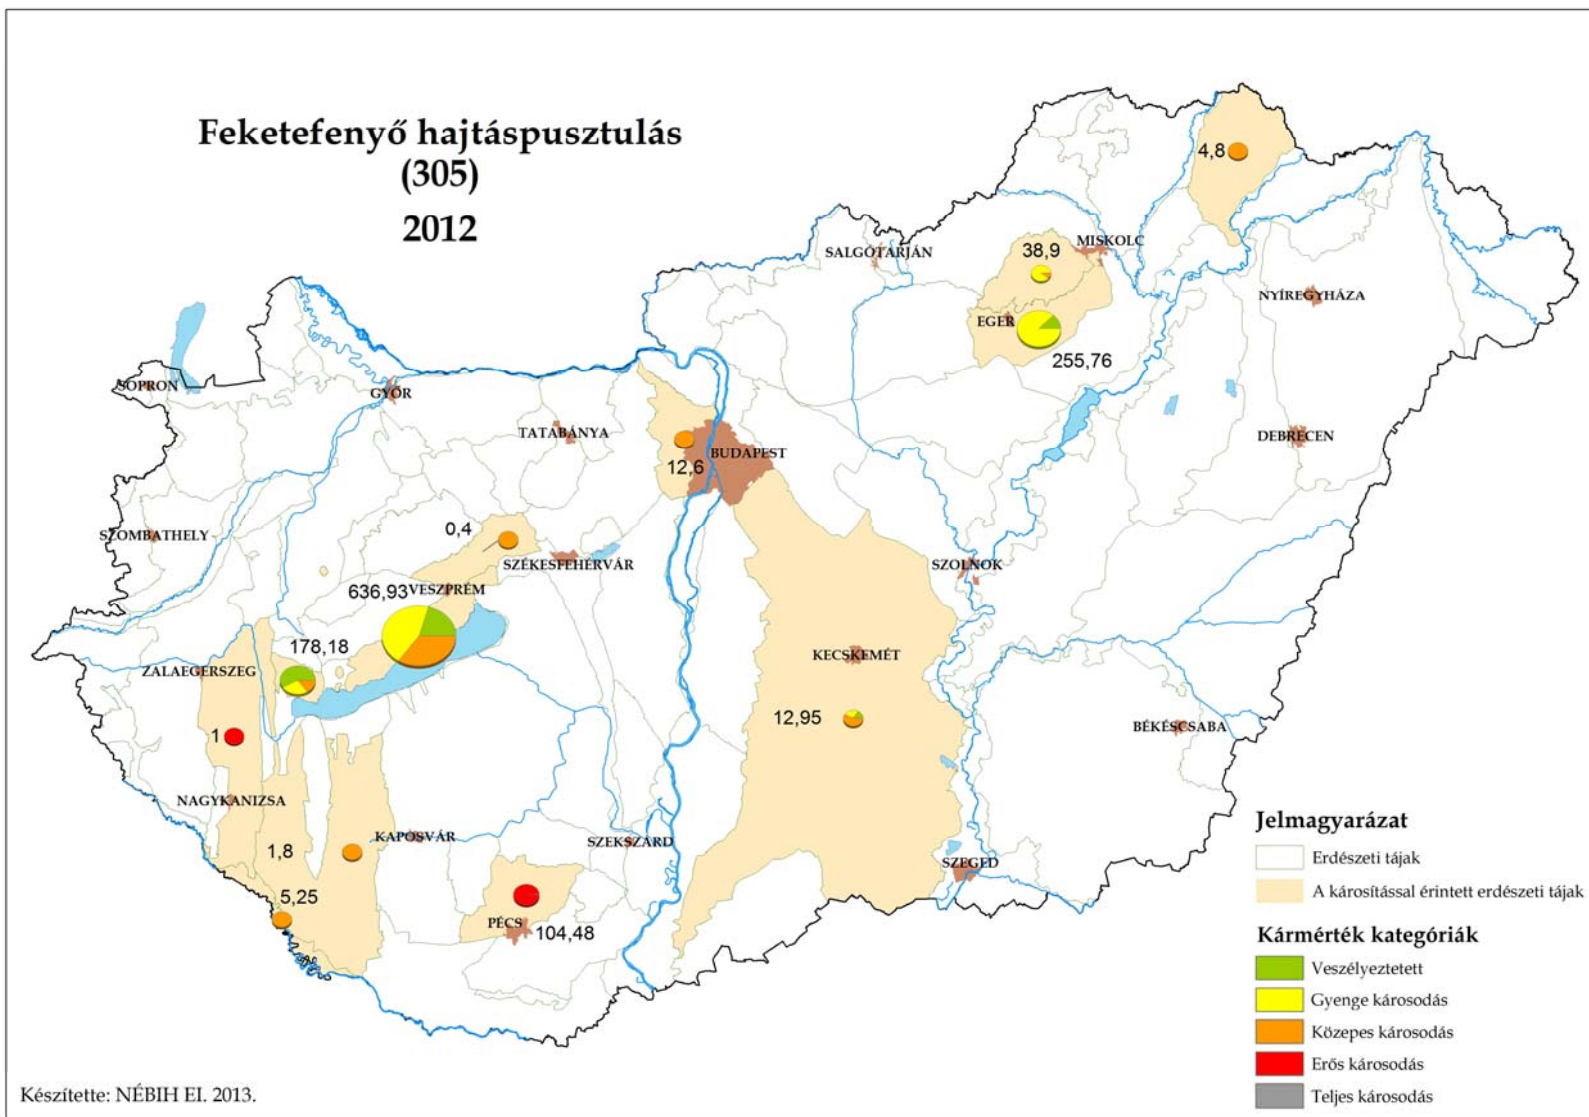 Feketefenyő hajtáspusztulás
(305)
2012
4,8
MISKOLC
SALGÓTARJÁN
38,9
NYÍREGYHÁZA
EGER
255,76
SOPRON
GYŐR
TATABÁNYA
DEBRECEN
BUDAPEST
12,6
0,4
SZOMBATHELY
SZÉKESFEHÉRVÁR
SZOLNOK
636,93
VESZPRÉM
178,18
ZALAEGERSZEG
KECSKEMÉT
12,95
BÉKÉSCSABA
1
NAGYKANIZSA
KAPOSVÁR
SZEKSZÁRD
1,8
SZEGED
5,25
PÉCS
104,48
Jelmagyarázat
Erdészeti tájak
A károsítással érintett erdészeti tájak
Kármérték kategóriák
Veszélyeztetett
Gyenge károsodás
Közepes károsodás
Erős károsodás
Teljes károsodás
Készítette: NÉBIH EI. 2013.